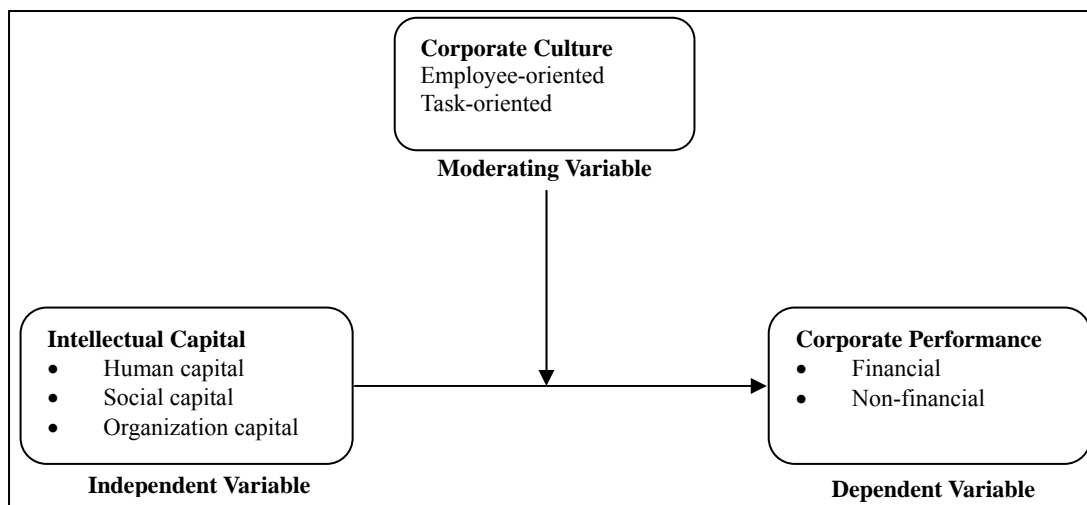 Corporate Culture
Employee-oriented
Task-oriented
Moderating Variable
Intellectual Capital
• Human capital
• Social capital
• Organization capital
Independent Variable
Corporate Performance
• Financial
• Non-financial
Dependent Variable